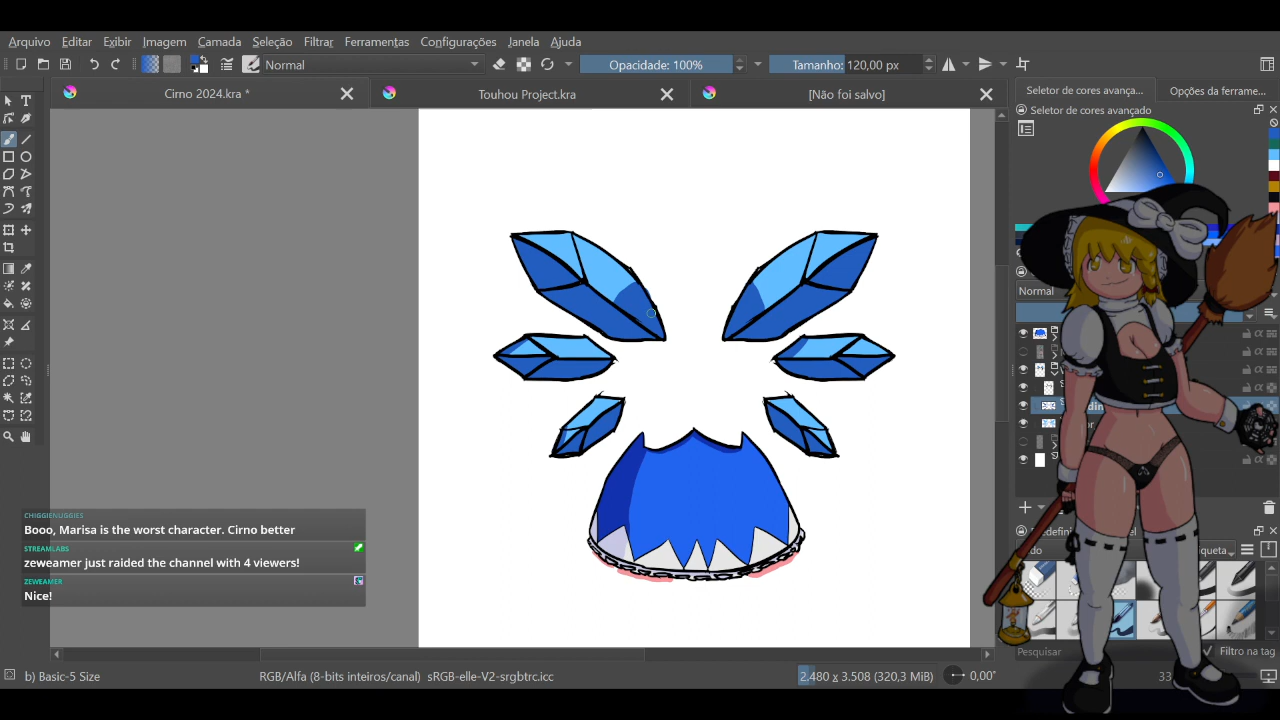 Arquivo Editar Exibir Imagem Camada Seleção Filtrar Ferramentas Configurações Janela Ajuda
Normal Opacidade: 100% Tamanho: 120,00 px
Cirno 2024.kra * Touhou Project.kra [Não foi salvo]
Seletor de cores avança... Opções da ferrame...
Seletor de cores avançado
Normal
CHIGGIENUGGIES
Booo, Marisa is the worst character. Cirno better
STREAMLABS
zeweamer just raided the channel with 4 viewers!
ZEWEAMER
Nice!
Pesquisar Filtro na tag
b) Basic-5 Size RGB/Alfa (8-bits inteiros/canal) sRGB-elle-V2-srgbtrc.icc 2.480 x 3.508 (320,3 MiB) 0,00° 33